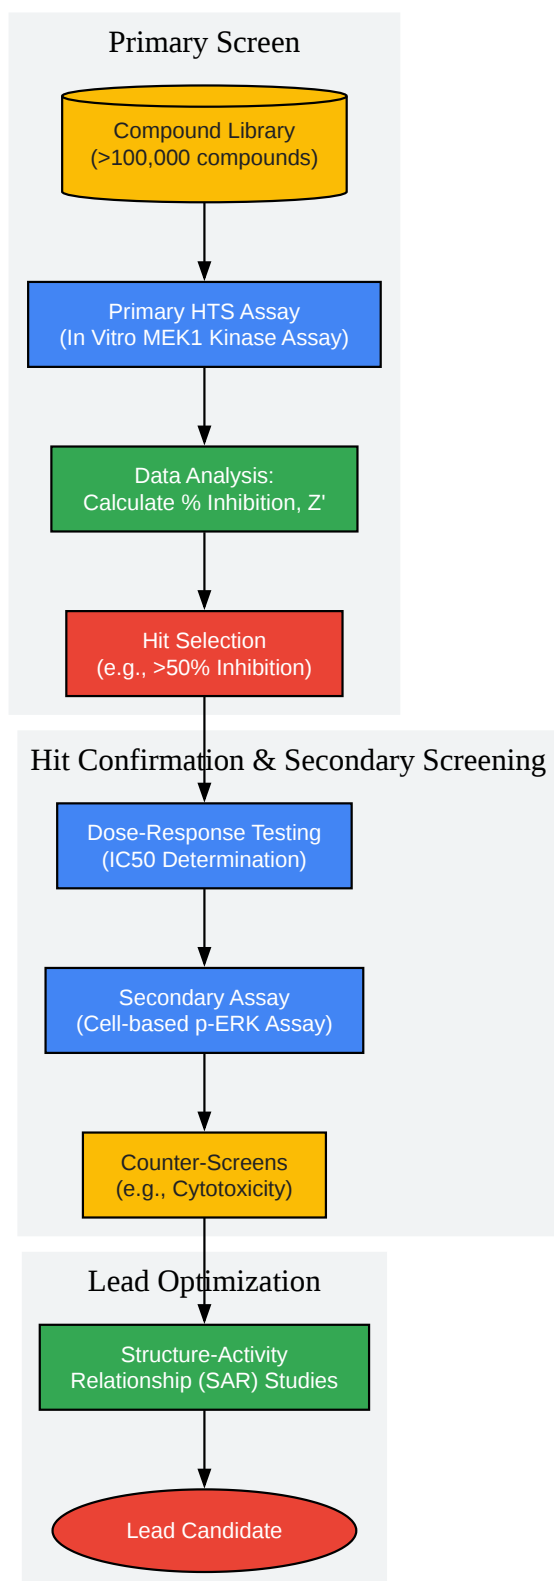 Primary Screen
Compound Library
(>100,000 compounds)
Primary HTS Assay
(In Vitro MEK1 Kinase Assay)
Data Analysis:
Calculate % Inhibition, Z'
Hit Selection
(e.g., >50% Inhibition)
Hit Confirmation & Secondary Screening
Dose-Response Testing
(IC50 Determination)
Secondary Assay
(Cell-based p-ERK Assay)
Counter-Screens
(e.g., Cytotoxicity)
Lead Optimization
Structure-Activity
Relationship (SAR) Studies
Lead Candidate